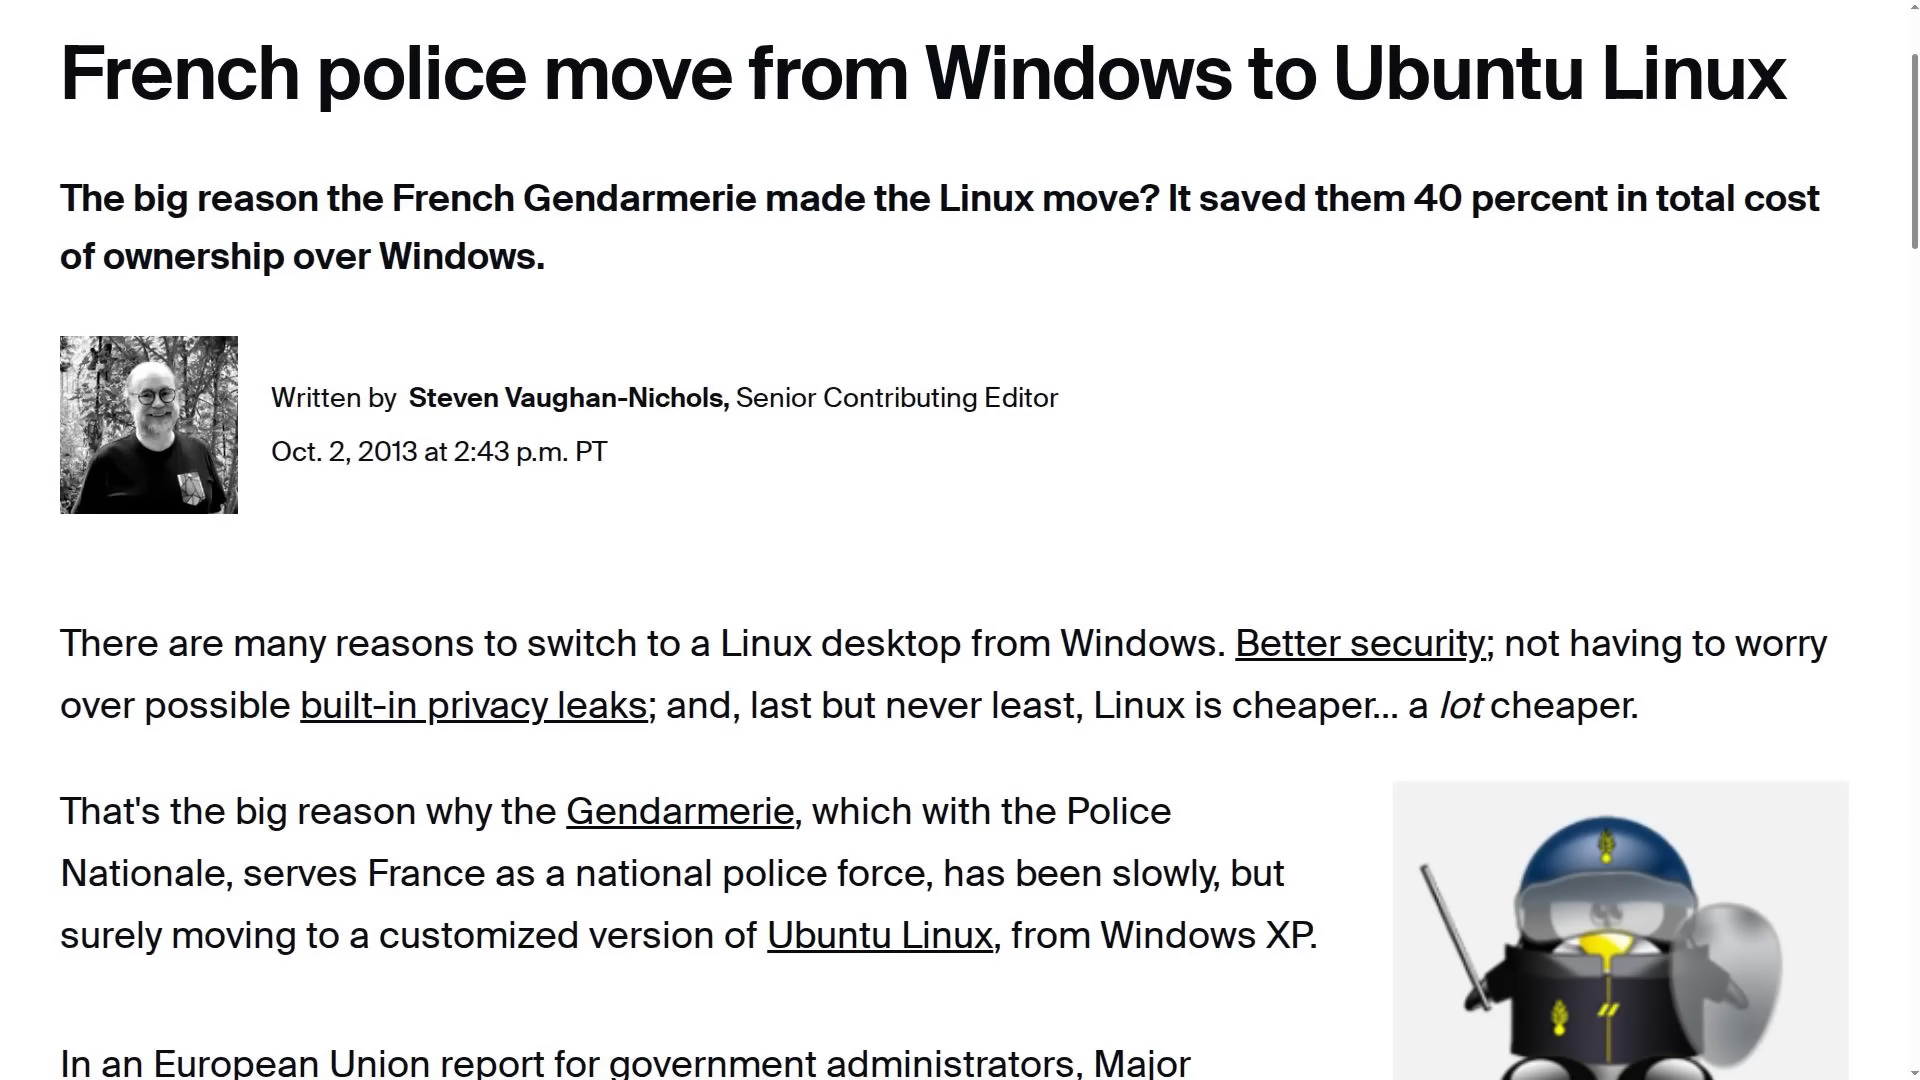 French police move from Windows to Ubuntu Linux
The big reason the French Gendarmerie made the Linux move? It saved them 40 percent in total cost
of ownership over Windows.
Written by Steven Vaughan-Nichols, Senior Contributing Editor
Oct. 2, 2013 at 2:43 p.m. PT
There are many reasons to switch to a Linux desktop from Windows. Better security; not having to worry
over possible built-in privacy leaks; and, last but never least, Linux is cheaper... a lot cheaper.
That's the big reason why the Gendarmerie, which with the Police
Nationale, serves France as a national police force, has been slowly, but
surely moving to a customized version of Ubuntu Linux, from Windows XP.
In an European Union report for government administrators, Major